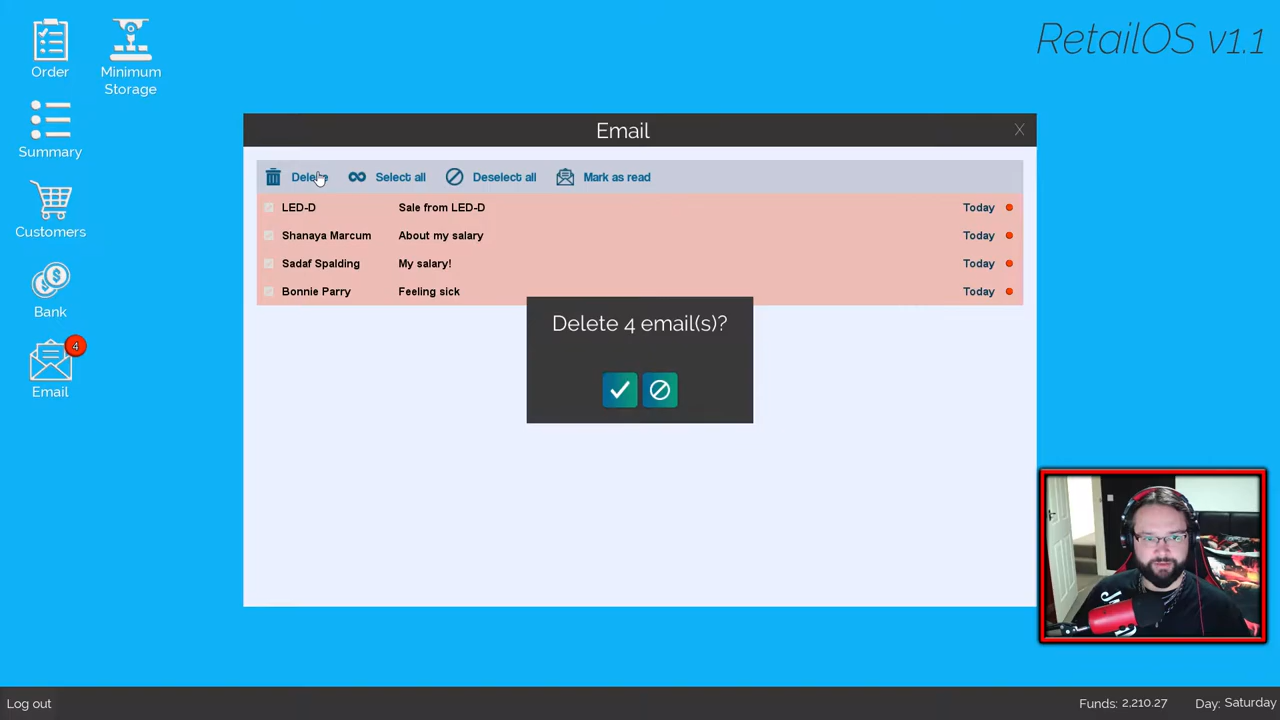 RetailOS v1.1
Order
Minimum
Storage
Summary
Customers
Bank
4
Email
Email
X
Delete
Select all
Deselect all
Mark as read
LED-D Sale from LED-D Today
Shanaya Marcum About my salary Today
Sadaf Spalding My salary! Today
Bonnie Parry Feeling sick Today
Delete 4 email(s)?
Log out
Funds: 2,210.27 Day: Saturday